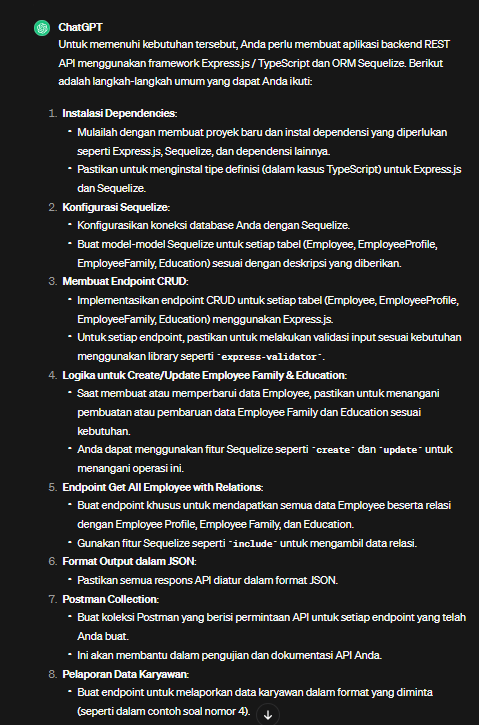 ChatGPT
Untuk memenuhi kebutuhan tersebut, Anda perlu membuat aplikasi backend REST
API menggunakan framework Express.js / TypeScript dan ORM Sequelize. Berikut
adalah langkah-langkah umum yang dapat Anda ikuti:
1. Instalasi Dependencies:
• Mulailah dengan membuat proyek baru dan instal dependensi yang diperlukan
seperti Express.js, Sequelize, dan dependensi lainnya.
• Pastikan untuk menginstal tipe definisi (dalam kasus TypeScript) untuk Express.js
dan Sequelize.
2. Konfigurasi Sequelize:
• Konfigurasikan koneksi database Anda dengan Sequelize.
• Buat model-model Sequelize untuk setiap tabel (Employee, EmployeeProfile,
EmployeeFamily, Education) sesuai dengan deskripsi yang diberikan.
3. Membuat Endpoint CRUD:
• Implementasikan endpoint CRUD untuk setiap tabel (Employee, EmployeeProfile,
EmployeeFamily, Education) menggunakan Express.js.
• Untuk setiap endpoint, pastikan untuk melakukan validasi input sesuai kebutuhan
menggunakan library seperti `express-validator`.
4. Logika untuk Create/Update Employee Family & Education:
• Saat membuat atau memperbarui data Employee, pastikan untuk menangani
pembuatan atau pembaruan data Employee Family dan Education sesuai
kebutuhan.
• Anda dapat menggunakan fitur Sequelize seperti `create` dan `update` untuk
menangani operasi ini.
5. Endpoint Get All Employee with Relations:
• Buat endpoint khusus untuk mendapatkan semua data Employee beserta relasi
dengan Employee Profile, Employee Family, dan Education.
• Gunakan fitur Sequelize seperti `include` untuk mengambil data relasi.
6. Format Output dalam JSON:
• Pastikan semua respons API diatur dalam format JSON.
7. Postman Collection:
• Buat koleksi Postman yang berisi permintaan API untuk setiap endpoint yang telah
Anda buat.
• Ini akan membantu dalam pengujian dan dokumentasi API Anda.
8. Pelaporan Data Karyawan:
• Buat endpoint untuk melaporkan data karyawan dalam format yang diminta
(seperti dalam contoh soal nomor 4).